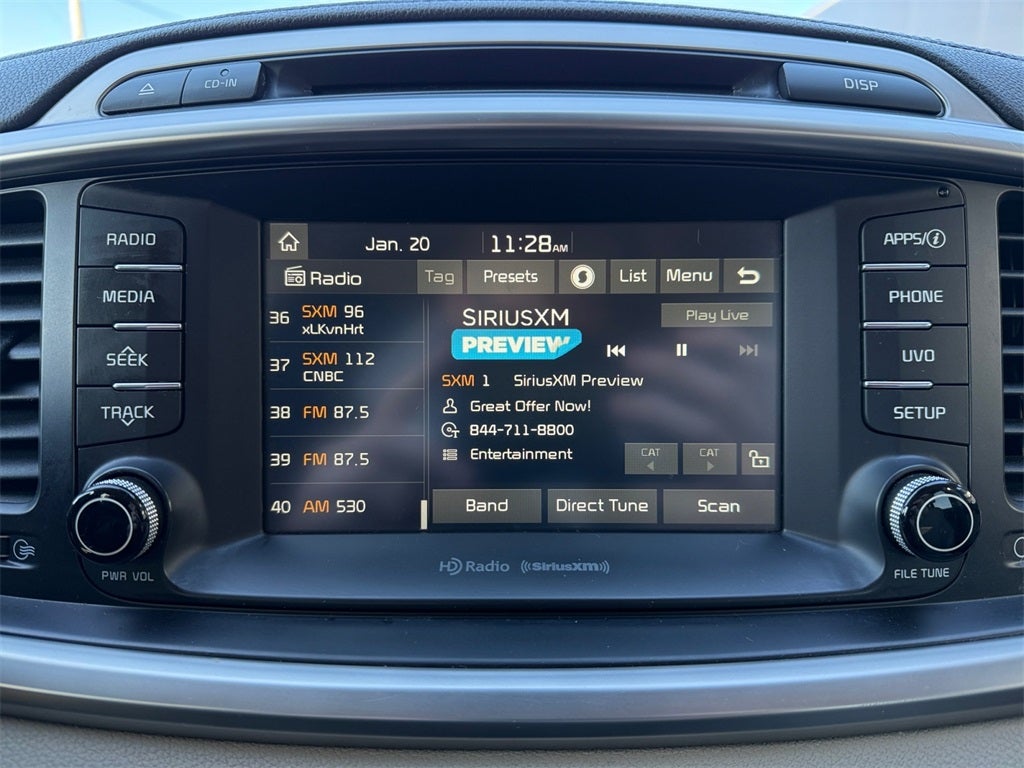 CD-IN
DISP
RADIO
MEDIA
SEEK
TRACK
PWR VOL
Jan. 20 11:28AM
Radio Tag Presets List Menu
36 SXM 96
xLKvnHrt
37 SXM 112
CNBC
38 FM 87.5
39 FM 87.5
40 AM 530
SIRIUSXM
PREVIEW
Play Live
SXM 1 SiriusXM Preview
Great Offer Now!
844-711-8800
Entertainment
CAT CAT
Band Direct Tune Scan
HD Radio ((SiriusXM))
APPS/i
PHONE
UVO
SETUP
FILE TUNE